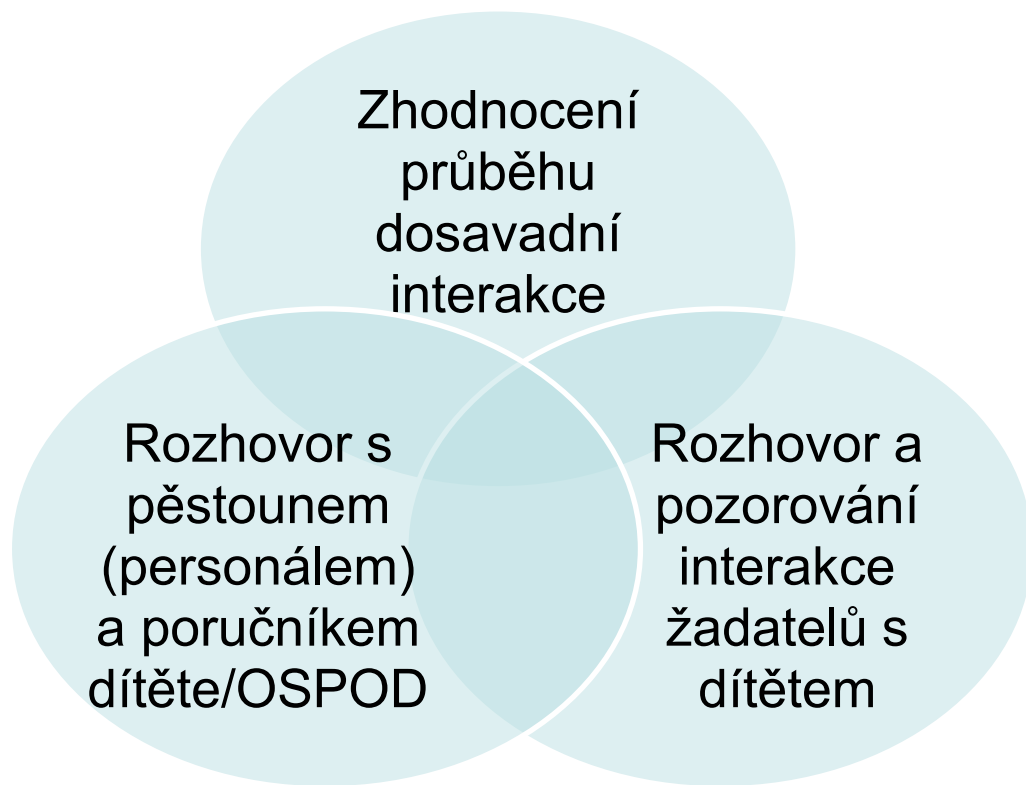 Zhodnocení
průběhu
dosavadní
interakce
Rozhovor s
pěstounem
(personálem)
a poručníkem
dítěte/OSPOD
Rozhovor a
pozorování
interakce
žadatelů s
dítětem